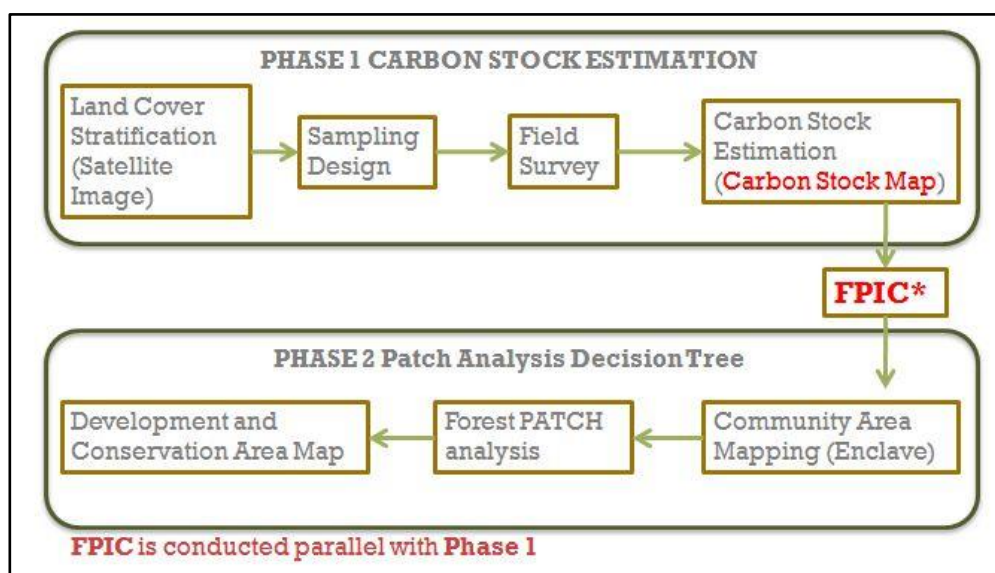 PHASE 1 CARBON STOCK ESTIMATION
Land Cover
Stratification
(Satellite
Image)
Sampling
Design
Field
Survey
Carbon Stock
Estimation
(Carbon Stock Map)
FPIC*
PHASE 2 Patch Analysis Decision Tree
Community Area
Mapping (Enclave)
Forest PATCH
analysis
Development and
Conservation Area Map
FPIC is conducted parallel with Phase 1